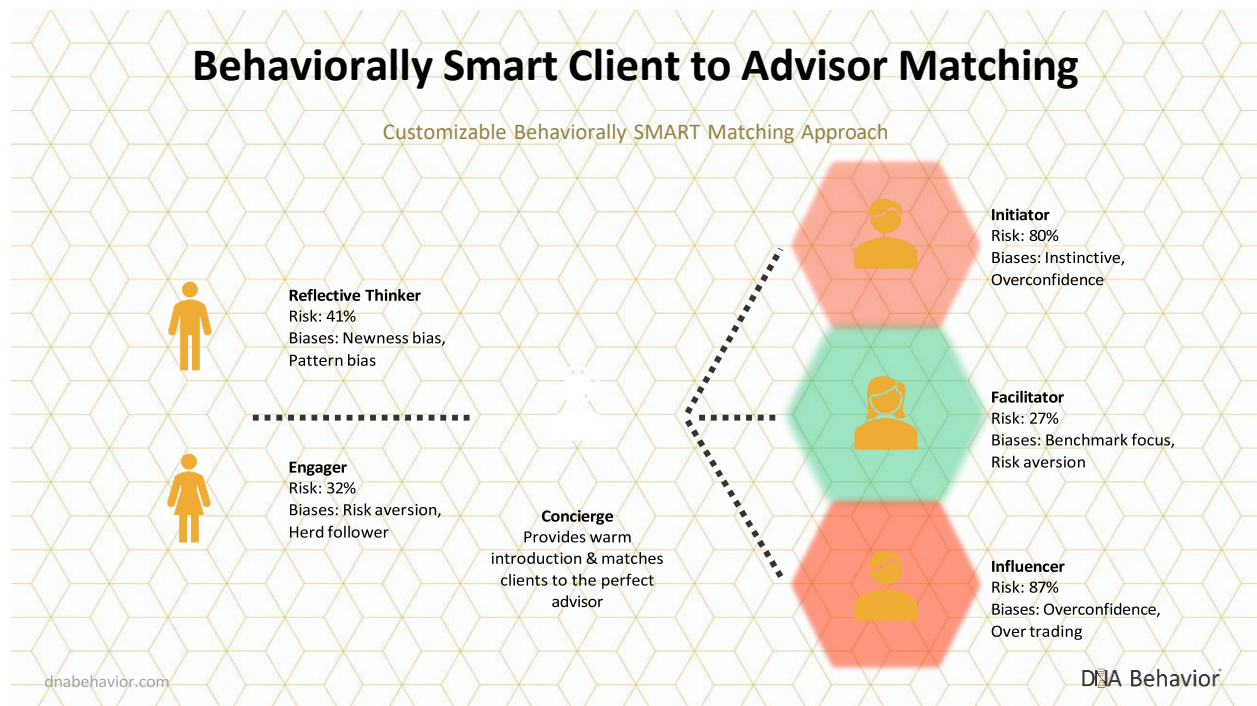 Behaviorally Smart Client to Advisor Matching
Customizable Behaviorally SMART Matching Approach
Reflective Thinker
Risk: 41%
Biases: Newness bias,
Pattern bias
Engager
Risk: 32%
Biases: Risk aversion,
Herd follower
Concierge
Provides warm
introduction & matches
clients to the perfect
advisor
Initiator
Risk: 80%
Biases: Instinctive,
Overconfidence
Facilitator
Risk: 27%
Biases: Benchmark focus,
Risk aversion
Influencer
Risk: 87%
Biases: Overconfidence,
Over trading
dnabehavior.com
DNA Behavior